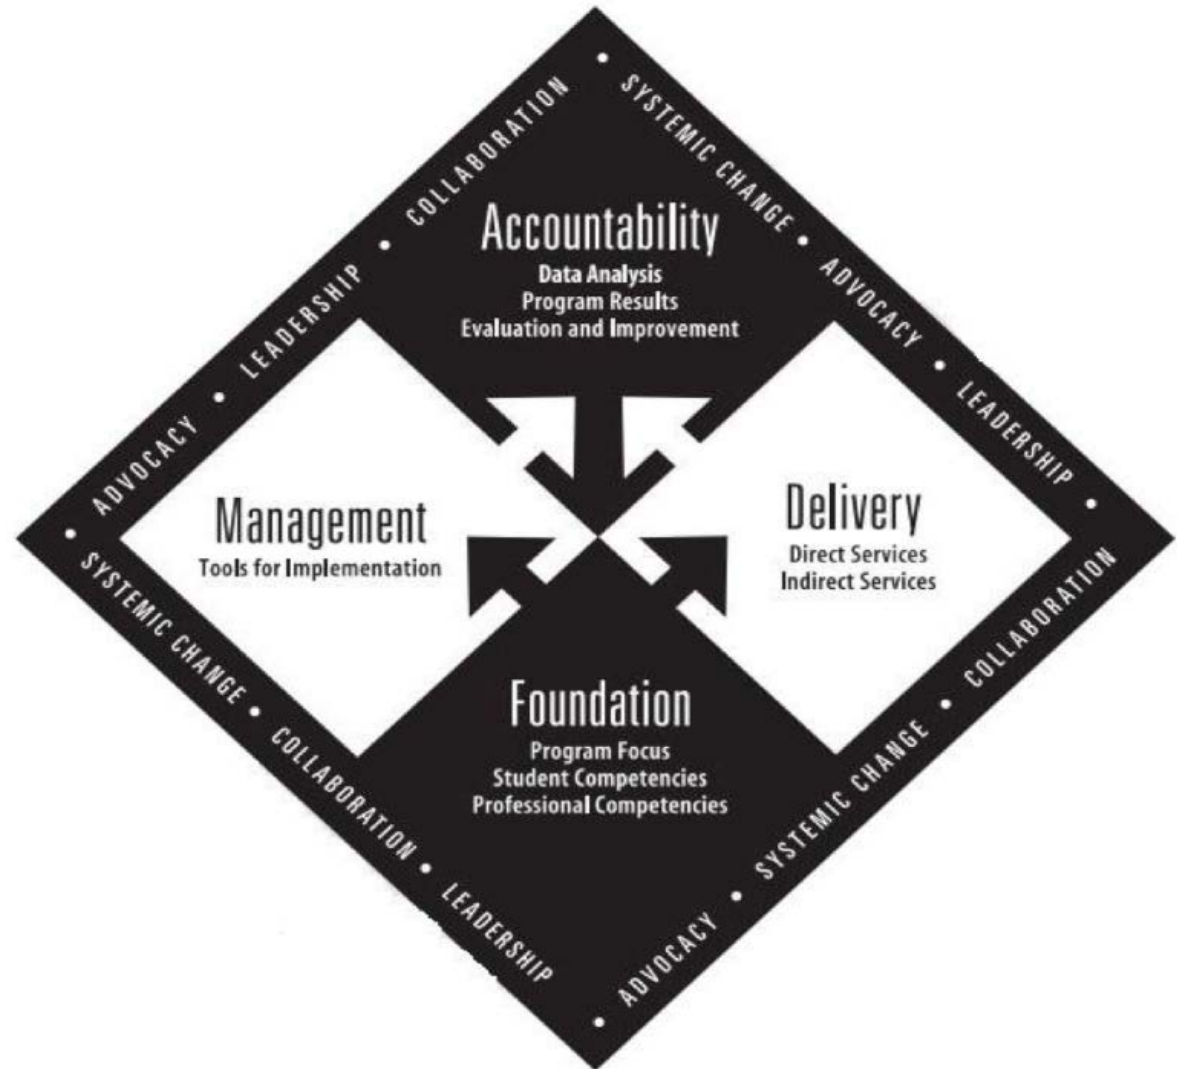 COLLABORATION
SYSTEMIC CHANGE
LEADERSHIP
ADVOCACY
ADVOCACY
LEADERSHIP
Accountability
Data Analysis
Program Results
Evaluation and Improvement
Management
Tools for Implementation
Delivery
Direct Services
Indirect Services
Foundation
Program Focus
Student Competencies
Professional Competencies
SYSTEMIC CHANGE
COLLABORATION
LEADERSHIP
COLLABORATION
SYSTEMIC CHANGE
ADVOCACY